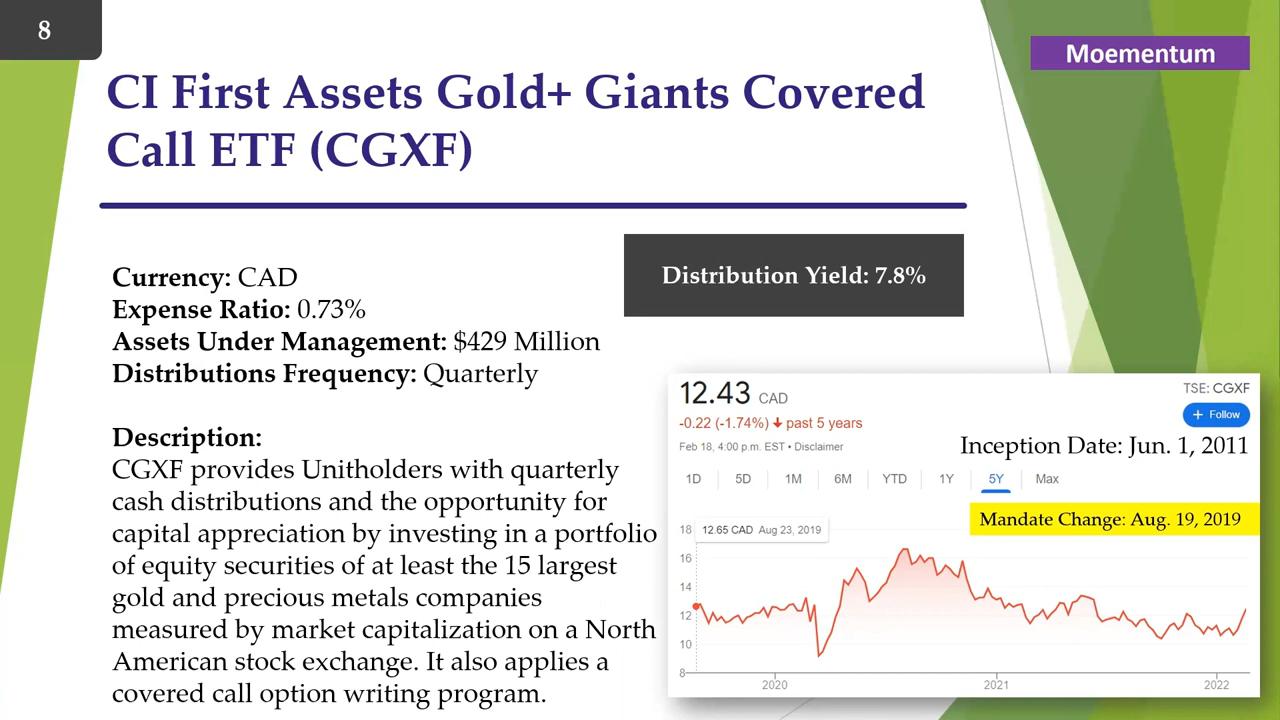 8
Moementum
CI First Assets Gold+ Giants Covered
Call ETF (CGXF)
Distribution Yield: 7.8%
Currency: CAD
Expense Ratio: 0.73%
Assets Under Management: $429 Million
Distributions Frequency: Quarterly
Description:
CGXF provides Unitholders with quarterly
cash distributions and the opportunity for
capital appreciation by investing in a portfolio
of equity securities of at least the 15 largest
gold and precious metals companies
measured by market capitalization on a North
American stock exchange. It also applies a
covered call option writing program.
12.43 CAD
TSE: CGXF
-0.22 (-1.74%) ↓ past 5 years
+ Follow
Feb 18, 4:00 p.m. EST • Disclaimer
Inception Date: Jun. 1, 2011
1D 5D 1M 6M YTD 1Y 5Y Max
Mandate Change: Aug. 19, 2019
12.65 CAD Aug 23, 2019
18
16
14
12
10
8
2020 2021 2022